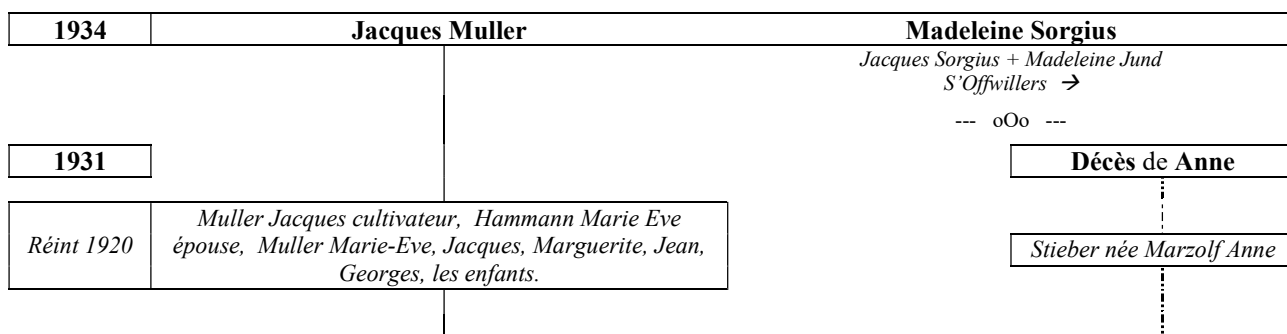 1934 Jacques Muller Madeleine Sorgius
Jacques Sorgius + Madeleine Jund
S’Offwillers →
--- oOo ---
1931 Décès de Anne
Muller Jacques cultivateur, Hammann Marie Eve
Réint 1920 épouse, Muller Marie-Eve, Jacques, Marguerite, Jean, Stieber née Marzolf Anne
Georges, les enfants.